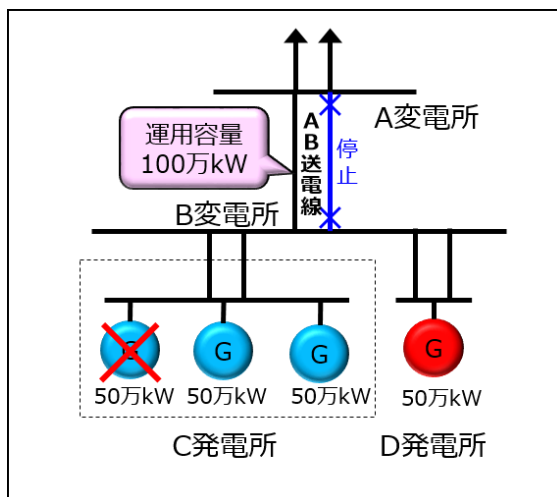 A変電所
運用容量
100万kW
AB送電線
停止
B変電所
G
G
G
G
50万kW
50万kW
50万kW
50万kW
C発電所
D発電所